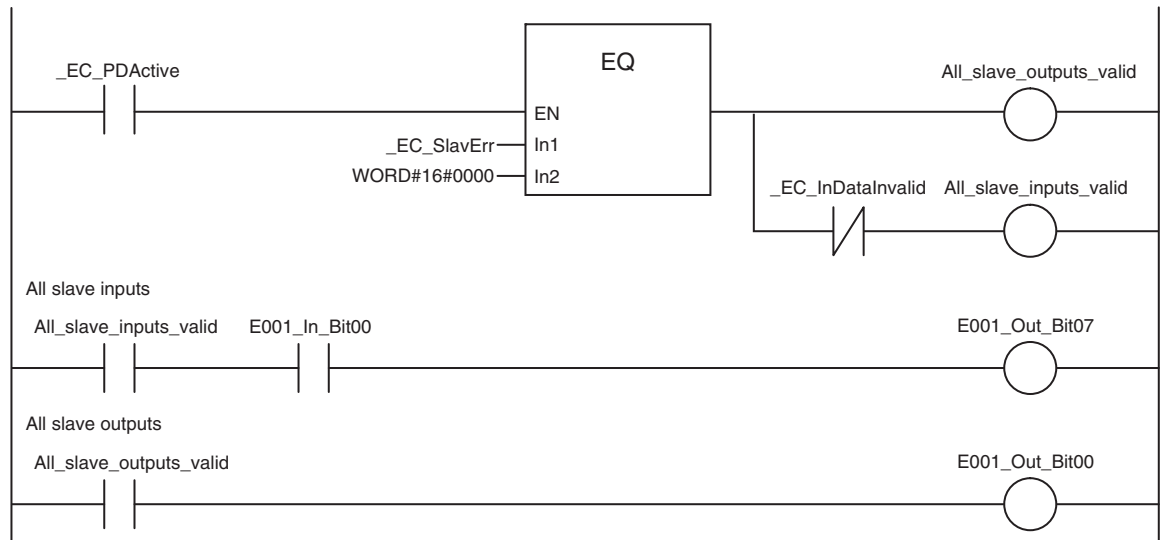 _EC_PDActive
EQ
All_slave_outputs_valid
EN
_EC_SlavErr
In1
WORD#16#0000
In2
_EC_InDataInvalid
All_slave_inputs_valid
All slave inputs
All_slave_inputs_valid
E001_In_Bit00
E001_Out_Bit07
All slave outputs
All_slave_outputs_valid
E001_Out_Bit00